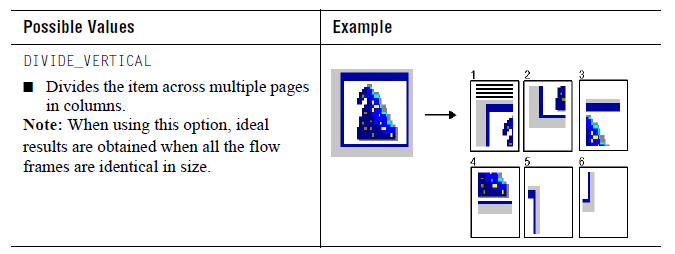 Possible Values
Example
DIVIDE_VERTICAL
■ Divides the item across multiple pages
in columns.
Note: When using this option, ideal
results are obtained when all the flow
frames are identical in size.
1 2 3
4 5 6